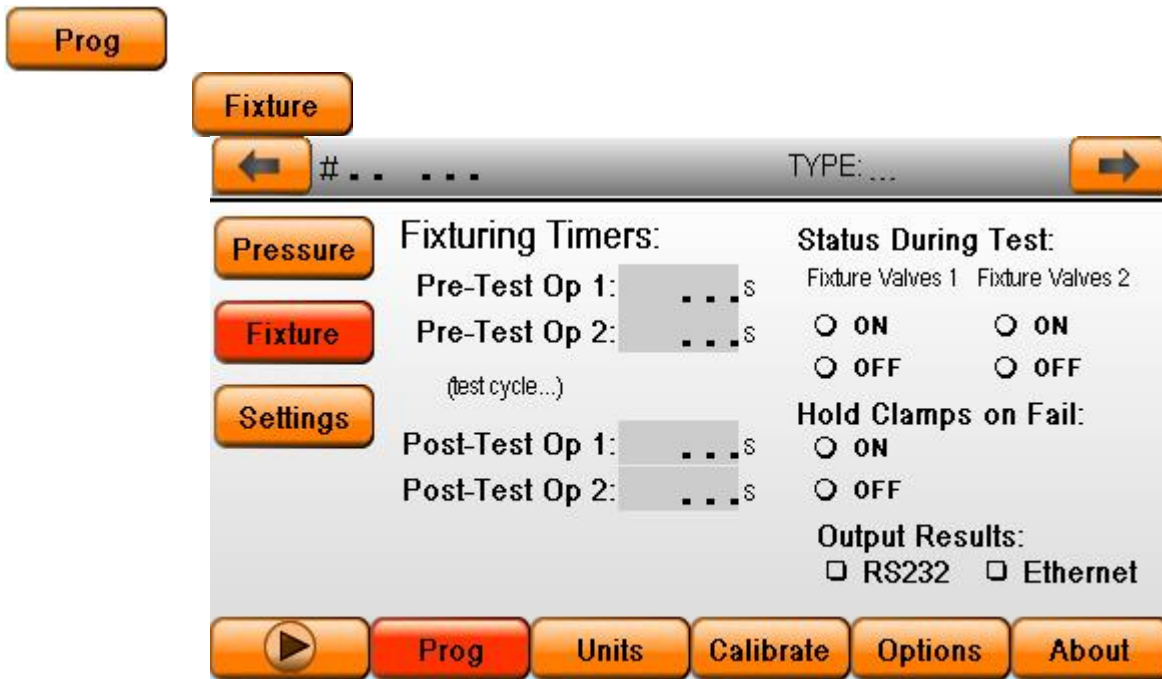 Prog
Fixture
#.. ... TYPE:...
Pressure
Fixture
Settings
Fixturing Timers:
Pre-Test Op 1: ...s
Pre-Test Op 2: ...s
(test cycle...)
Post-Test Op 1: ...s
Post-Test Op 2: ...s
Status During Test:
Fixture Valves 1 Fixture Valves 2
ON ON
OFF OFF
Hold Clamps on Fail:
ON
OFF
Output Results:
RS232 Ethernet
Prog Units Calibrate Options About